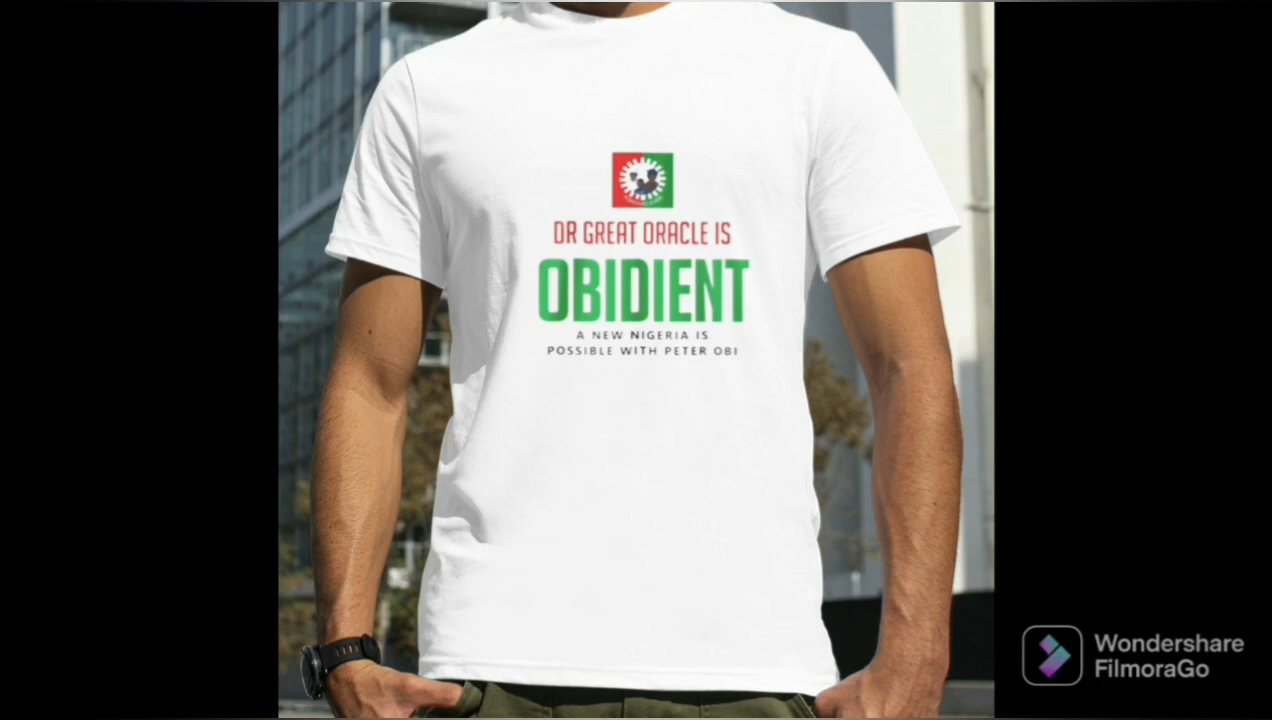 DR GREAT ORACLE IS
OBIDIENT
A NEW NIGERIA IS
POSSIBLE WITH PETER OBI
Wondershare
FilmoraGo